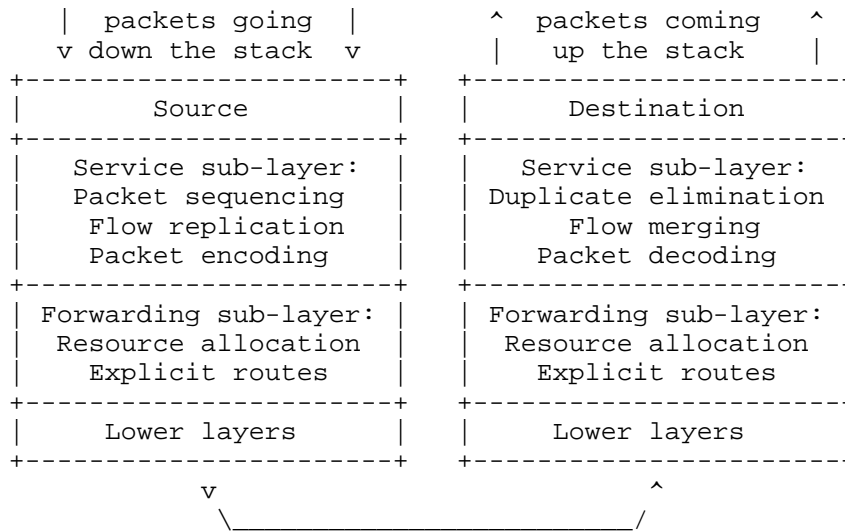 |  packets going  |      ^  packets coming   ^
v down the stack  v      |   up the stack    |
+-----------------------+   +-----------------------
|        Source         |   |      Destination
+-----------------------+   +-----------------------
|   Service sub-layer:  |   |   Service sub-layer:
|   Packet sequencing   |   | Duplicate elimination
|    Flow replication   |   |      Flow merging
|    Packet encoding    |   |    Packet decoding
+-----------------------+   +-----------------------
| Forwarding sub-layer: |   | Forwarding sub-layer:
|  Resource allocation  |   |  Resource allocation
|    Explicit routes    |   |    Explicit routes
+-----------------------+   +-----------------------
|     Lower layers      |   |     Lower layers
+-----------------------+   +-----------------------
v                           ^
\_________________________/